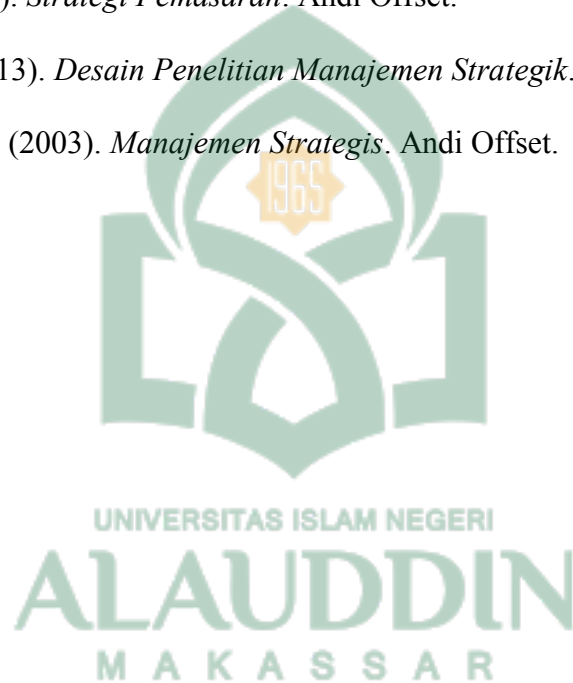 ). Strategi Pemasaran. Andi Offset.
13). Desain Penelitian Manajemen Strategik.
(2003). Manajemen Strategis. Andi Offset.
1965
UNIVERSITAS ISLAM NEGERI
ALAUDDIN
MAKASSAR